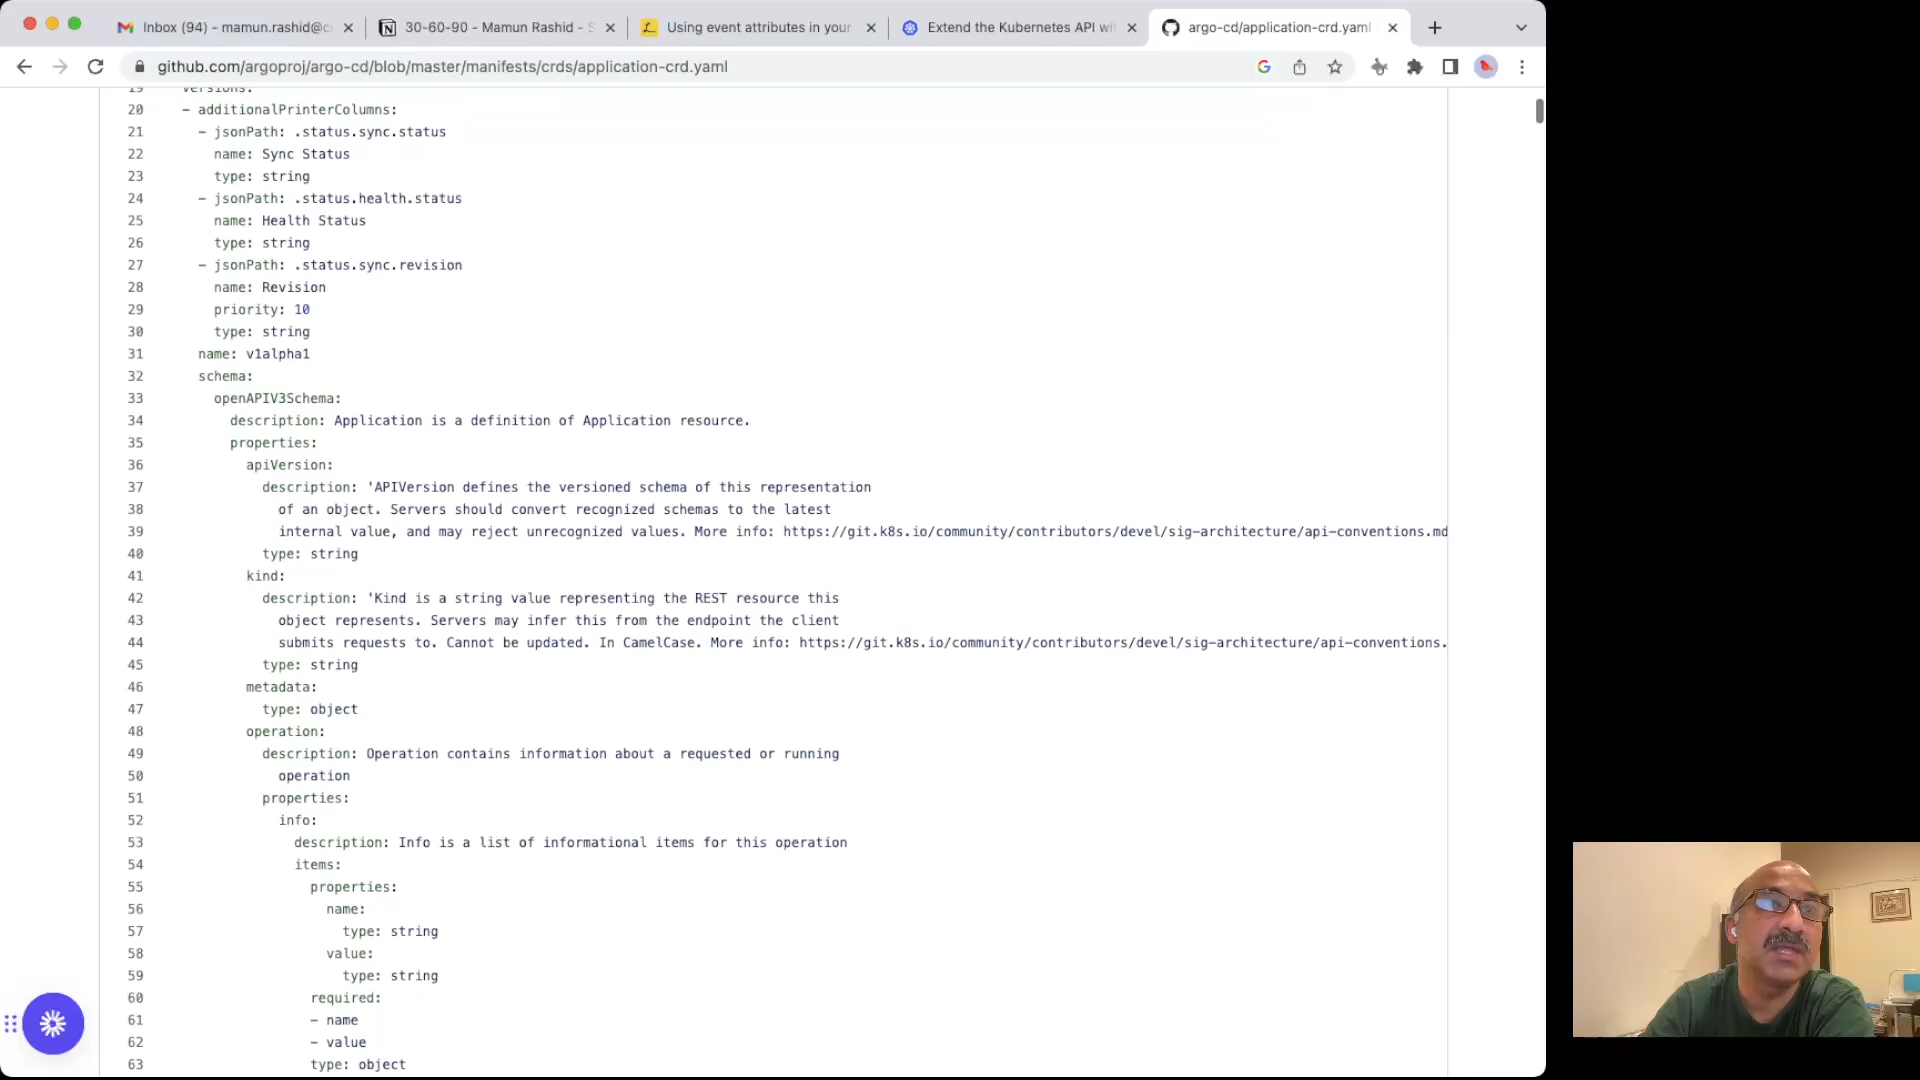 Inbox (94) - mamun.rashid@c
30-60-90 - Mamun Rashid - S
Using event attributes in your
Extend the Kubernetes API wit
argo-cd/application-crd.yaml
github.com/argoproj/argo-cd/blob/master/manifests/crds/application-crd.yaml
19 versions:
20 - additionalPrinterColumns:
21 - jsonPath: .status.sync.status
22 name: Sync Status
23 type: string
24 - jsonPath: .status.health.status
25 name: Health Status
26 type: string
27 - jsonPath: .status.sync.revision
28 name: Revision
29 priority: 10
30 type: string
31 name: v1alpha1
32 schema:
33 openAPIV3Schema:
34 description: Application is a definition of Application resource.
35 properties:
36 apiVersion:
37 description: 'APIVersion defines the versioned schema of this representation
38 of an object. Servers should convert recognized schemas to the latest
39 internal value, and may reject unrecognized values. More info: https://git.k8s.io/community/contributors/devel/sig-architecture/api-conventions.md
40 type: string
41 kind:
42 description: 'Kind is a string value representing the REST resource this
43 object represents. Servers may infer this from the endpoint the client
44 submits requests to. Cannot be updated. In CamelCase. More info: https://git.k8s.io/community/contributors/devel/sig-architecture/api-conventions.
45 type: string
46 metadata:
47 type: object
48 operation:
49 description: Operation contains information about a requested or running
50 operation
51 properties:
52 info:
53 description: Info is a list of informational items for this operation
54 items:
55 properties:
56 name:
57 type: string
58 value:
59 type: string
60 required:
61 - name
62 - value
63 type: object